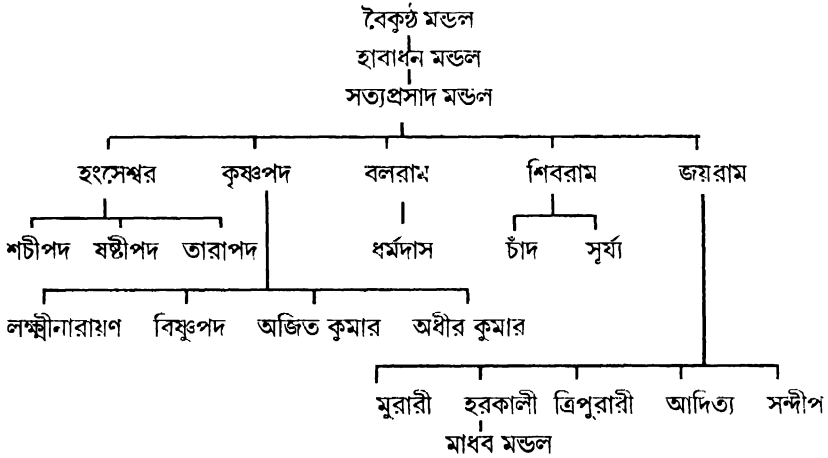 বৈকুণ্ঠ মন্ডল
হাবাধন মন্ডল
সত্যপ্রসাদ মন্ডল
হংসেশ্বর কৃষ্ণপদ বলরাম শিবরাম জয়রাম
শচীপদ ষষ্টীপদ তারাপদ ধর্মদাস চাঁদ সূর্য্য
লক্ষ্মীনারায়ণ বিষ্ণুপদ অজিত কুমার অধীর কুমার
মুরারী হরকালী ত্রিপুরারী আদিত্য সন্দীপ
মাধব মন্ডল